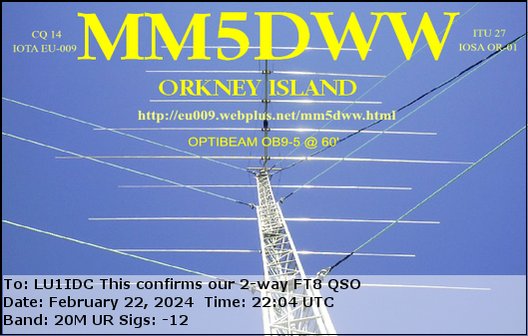 MM5DWW
CQ 14
IOTA EU-009
ITU 27
IOSA OR-01
ORKNEY ISLAND
http://eu009.webplus.net/mm5dww.html
OPTIBEAM OB9-5 @ 60'
To: LU1IDC This confirms our 2-way FT8 QSO
Date: February 22, 2024 Time: 22:04 UTC
Band: 20M UR Sigs: -12